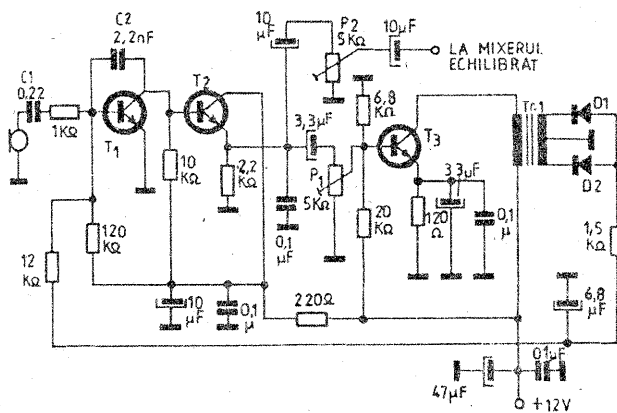 C1
0,22
1KΩ
C2
2,2nF
T1
T2
10
KΩ
2,2
KΩ
120
KΩ
12
KΩ
10
µF
0,1
µ
10
µF
P2
5KΩ
10µF
LA MIXERUL
ECHILIBRAT
3,3µF
P1
5KΩ
0,1
µF
6,8
KΩ
T3
20
KΩ
120
Ω
3,3µF
0,1
µ
220Ω
Tr.1
D1
D2
1,5
KΩ
6,8
µF
47µF
0,1µF
+12V